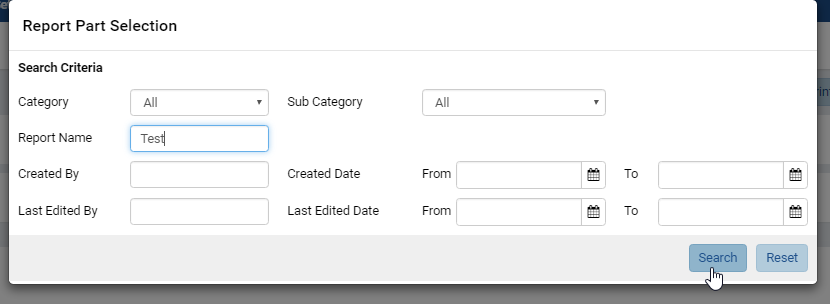 Report Part Selection
Search Criteria
Category All Sub Category All
Report Name Test
Created By Created Date From To
Last Edited By Last Edited Date From To
Search Reset